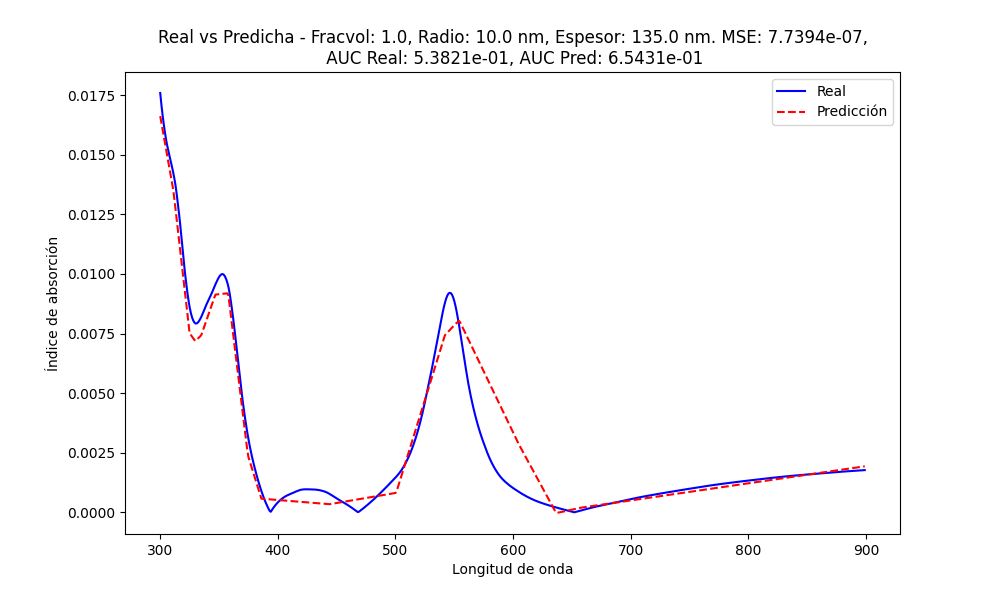 Real vs Predicha - Fracvol: 1.0, Radio: 10.0 nm, Espesor: 135.0 nm. MSE: 7.7394e-07,
AUC Real: 5.3821e-01, AUC Pred: 6.5431e-01
Real
Predicción
Índice de absorción
0.0175
0.0150
0.0125
0.0100
0.0075
0.0050
0.0025
0.0000
300 400 500 600 700 800 900
Longitud de onda